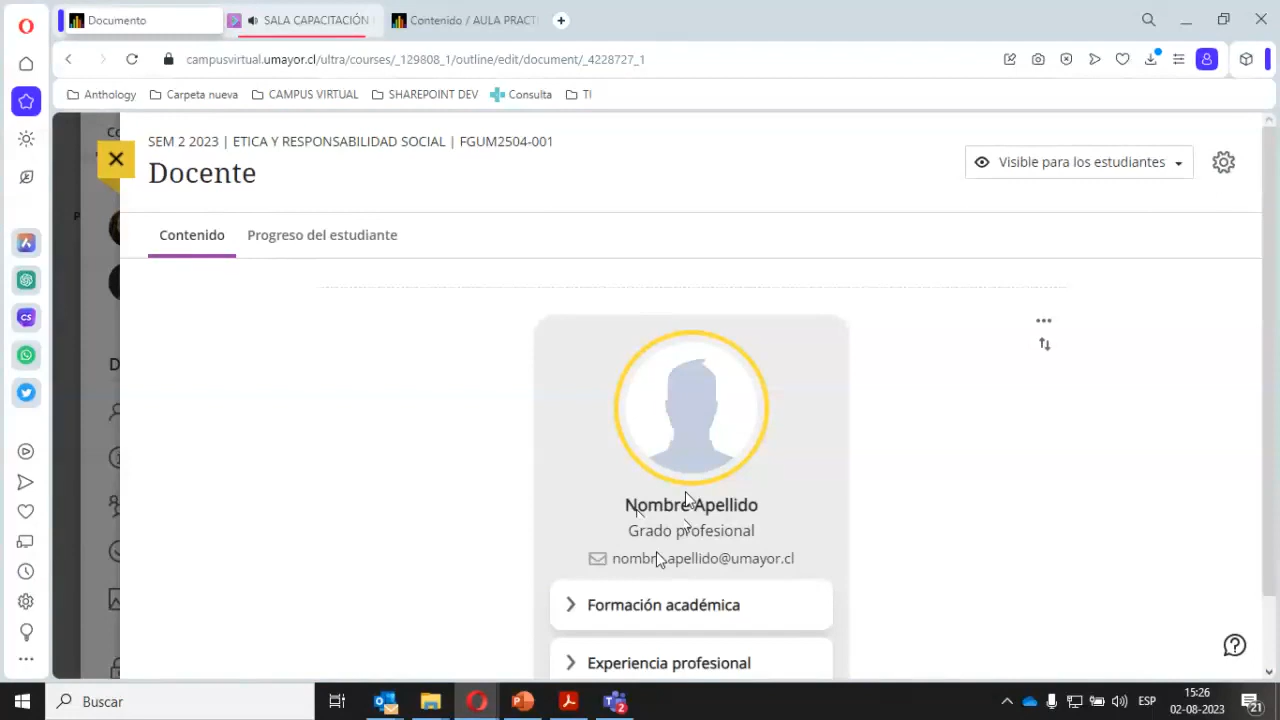 Documento
SALA CAPACITACIÓN
Contenido / AULA PRACT
campusvirtual.umayor.cl/ultra/courses/_129808_1/outline/edit/document/_4228727_1
Anthology
Carpeta nueva
CAMPUS VIRTUAL
SHAREPOINT DEV
Consulta
TI
SEM 2 2023 | ETICA Y RESPONSABILIDAD SOCIAL | FGUM2504-001
Docente
Visible para los estudiantes
Contenido
Progreso del estudiante
Nombre Apellido
Grado profesional
nombre.apellido@umayor.cl
Formación académica
Experiencia profesional
Buscar
ESP
15:26
02-08-2023
21
2